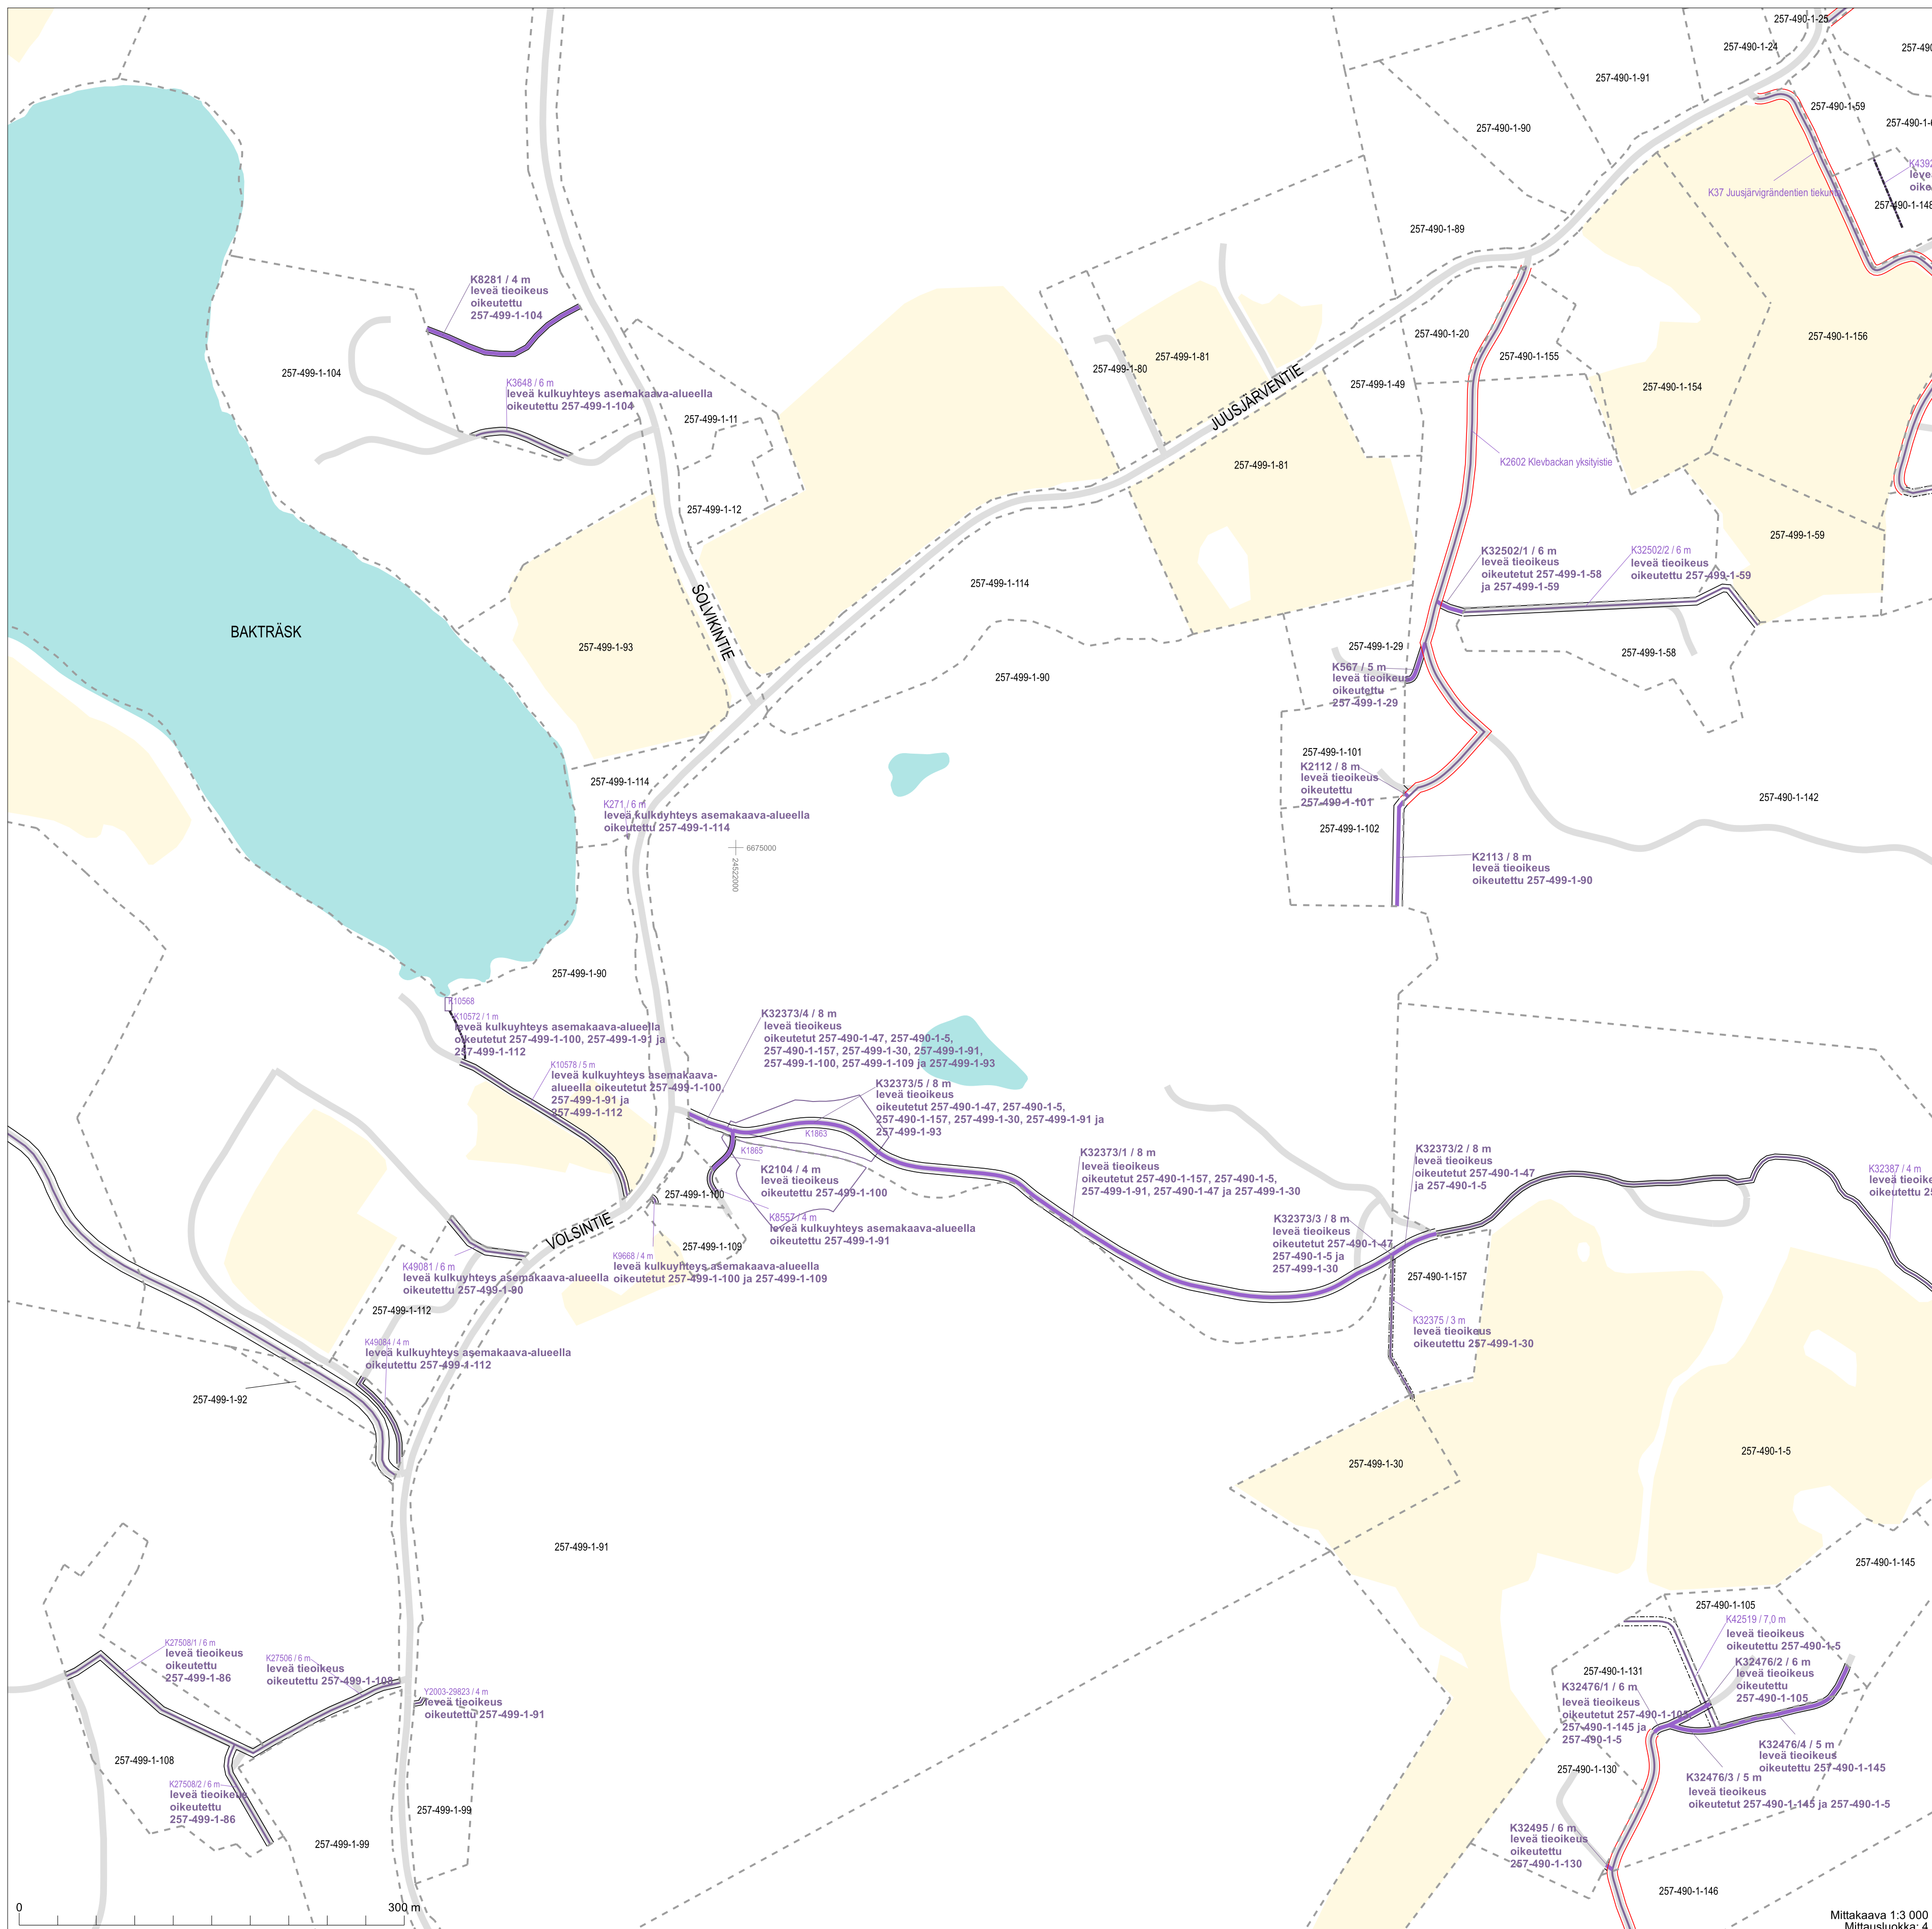 257-490-1-25
257-490-1-24
257-490
257-490-1-91
257-490-1-59
257-490-1-90
K37 Juusjärvigrändentien tiekunta
257-490-1-148
257-490-1-89
K8281 / 4 m
leveä tieoikeus
oikeutettu
257-499-1-104
257-490-1-20
257-490-1-156
257-490-1-155
257-499-1-81
257-499-1-80
257-499-1-104
257-499-1-49
257-490-1-154
K3648 / 6 m
leveä kulkuyhteys asemakaava-alueella
oikeutettu 257-499-1-104
JUUSJÄRVENTIE
257-499-1-11
257-499-1-81
K2602 Klevbackan yksityistie
257-499-1-12
257-499-1-59
K32502/1 / 6 m
leveä tieoikeus
oikeutetut 257-499-1-58
ja 257-499-1-59
K32502/2 / 6 m
leveä tieoikeus
oikeutettu 257-499-1-59
257-499-1-114
SOLVIKINTIE
BAKTRÄSK
257-499-1-93
257-499-1-29
257-499-1-58
K567 / 5 m
leveä tieoikeus
oikeutettu
257-499-1-29
257-499-1-90
257-499-1-101
K2112 / 8 m
leveä tieoikeus
oikeutettu
257-499-1-101
257-499-1-114
257-490-1-142
K271 / 6 m
leveä kulkuyhteys asemakaava-alueella
oikeutettu 257-499-1-114
257-499-1-102
6675000
24522000
K2113 / 8 m
leveä tieoikeus
oikeutettu 257-499-1-90
257-499-1-90
K10568
K10572 / 1 m
leveä kulkuyhteys asemakaava-alueella
oikeutetut 257-499-1-100, 257-499-1-91 ja
257-499-1-112
K32373/4 / 8 m
leveä tieoikeus
oikeutetut 257-490-1-47, 257-490-1-5,
257-490-1-157, 257-499-1-30, 257-499-1-91,
257-499-1-100, 257-499-1-109 ja 257-499-1-93
K10578 / 5 m
leveä kulkuyhteys asemakaava-
alueella oikeutetut 257-499-1-100,
257-499-1-91 ja
257-499-1-112
K32373/5 / 8 m
leveä tieoikeus
oikeutetut 257-490-1-47, 257-490-1-5,
257-490-1-157, 257-499-1-30, 257-499-1-91 ja
257-499-1-93
K1863
K1865
K2104 / 4 m
leveä tieoikeus
oikeutettu 257-499-1-100
K32373/1 / 8 m
leveä tieoikeus
oikeutetut 257-490-1-157, 257-490-1-5,
257-499-1-91, 257-490-1-47 ja 257-499-1-30
K32373/2 / 8 m
leveä tieoikeus
oikeutetut 257-490-1-47
ja 257-490-1-5
K32387 / 4 m
leveä tieoike
oikeutettu 25
257-499-1-100
K8557 / 4 m
leveä kulkuyhteys asemakaava-alueella
oikeutettu 257-499-1-91
VOLSINTIE
K32373/3 / 8 m
leveä tieoikeus
oikeutetut 257-490-1-47
257-490-1-5 ja
257-499-1-30
257-499-1-109
K9668 / 4 m
leveä kulkuyhteys asemakaava-alueella
oikeutetut 257-499-1-100 ja 257-499-1-109
K49081 / 6 m
leveä kulkuyhteys asemakaava-alueella
oikeutettu 257-499-1-90
257-490-1-157
257-499-1-112
K32375 / 3 m
leveä tieoikeus
oikeutettu 257-499-1-30
K49084 / 4 m
leveä kulkuyhteys asemakaava-alueella
oikeutettu 257-499-1-112
257-499-1-92
257-490-1-5
257-499-1-30
257-499-1-91
257-490-1-145
257-490-1-105
K42519 / 7,0 m
leveä tieoikeus
oikeutettu 257-490-1-5
K27508/1 / 6 m
leveä tieoikeus
oikeutettu
257-499-1-86
K27506 / 6 m
leveä tieoikeus
oikeutettu 257-499-1-108
K32476/2 / 6 m
leveä tieoikeus
oikeutettu
257-490-1-105
257-490-1-131
K32476/1 / 6 m
leveä tieoikeus
oikeutetut 257-490-1-105,
257-490-1-145 ja
257-490-1-5
Y2003-29823 / 4 m
leveä tieoikeus
oikeutettu 257-499-1-91
K32476/4 / 5 m
leveä tieoikeus
oikeutettu 257-490-1-145
257-499-1-108
257-490-1-130
K32476/3 / 5 m
leveä tieoikeus
oikeutetut 257-490-1-145 ja 257-490-1-5
K27508/2 / 6 m
leveä tieoikeus
oikeutettu
257-499-1-86
257-499-1-99
K32495 / 6 m
leveä tieoikeus
oikeutettu
257-490-1-130
257-499-1-99
257-490-1-146
0 300 m
Mittakaava 1:3 000
Mittausluokka: 4